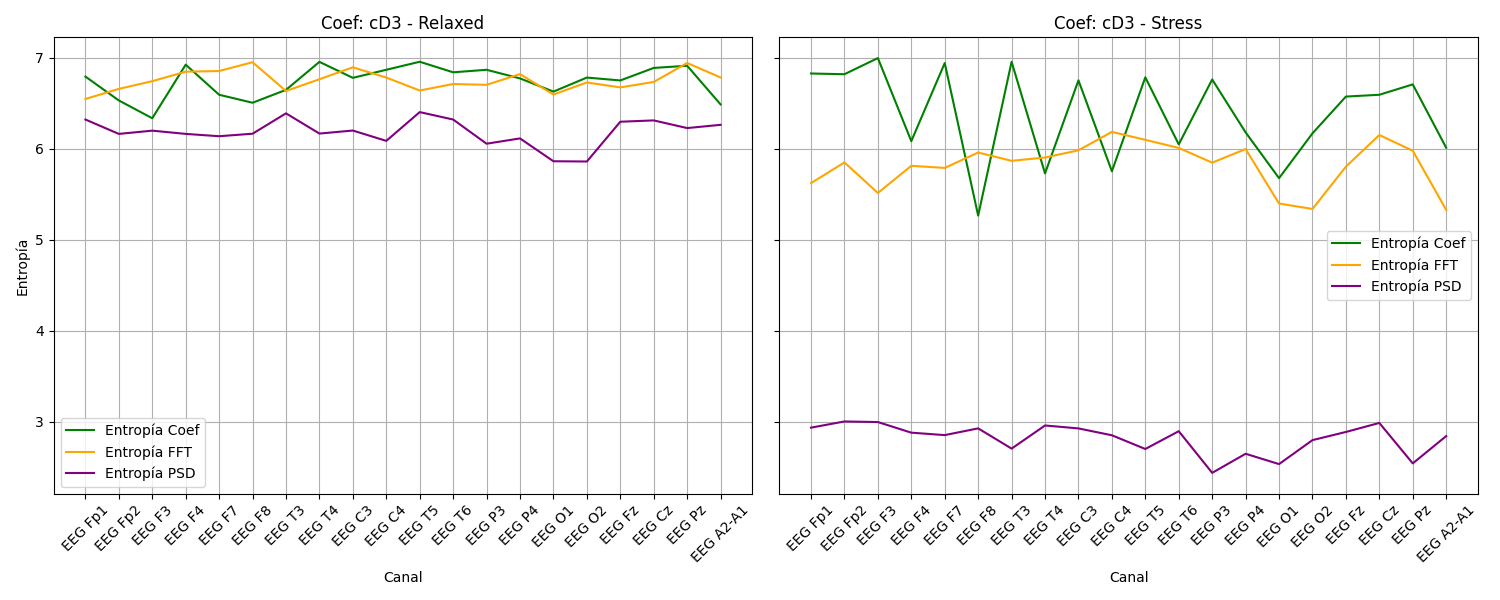 Coef: cD3 - Relaxed
Entropía
7
6
5
4
3
Entropía Coef
Entropía FFT
Entropía PSD
EEG Fp1
EEG Fp2
EEG F3
EEG F4
EEG F7
EEG F8
EEG T3
EEG T4
EEG C3
EEG C4
EEG T5
EEG T6
EEG P3
EEG P4
EEG O1
EEG O2
EEG Fz
EEG Cz
EEG Pz
EEG A2-A1
Canal
Coef: cD3 - Stress
Entropía Coef
Entropía FFT
Entropía PSD
EEG Fp1
EEG Fp2
EEG F3
EEG F4
EEG F7
EEG F8
EEG T3
EEG T4
EEG C3
EEG C4
EEG T5
EEG T6
EEG P3
EEG P4
EEG O1
EEG O2
EEG Fz
EEG Cz
EEG Pz
EEG A2-A1
Canal